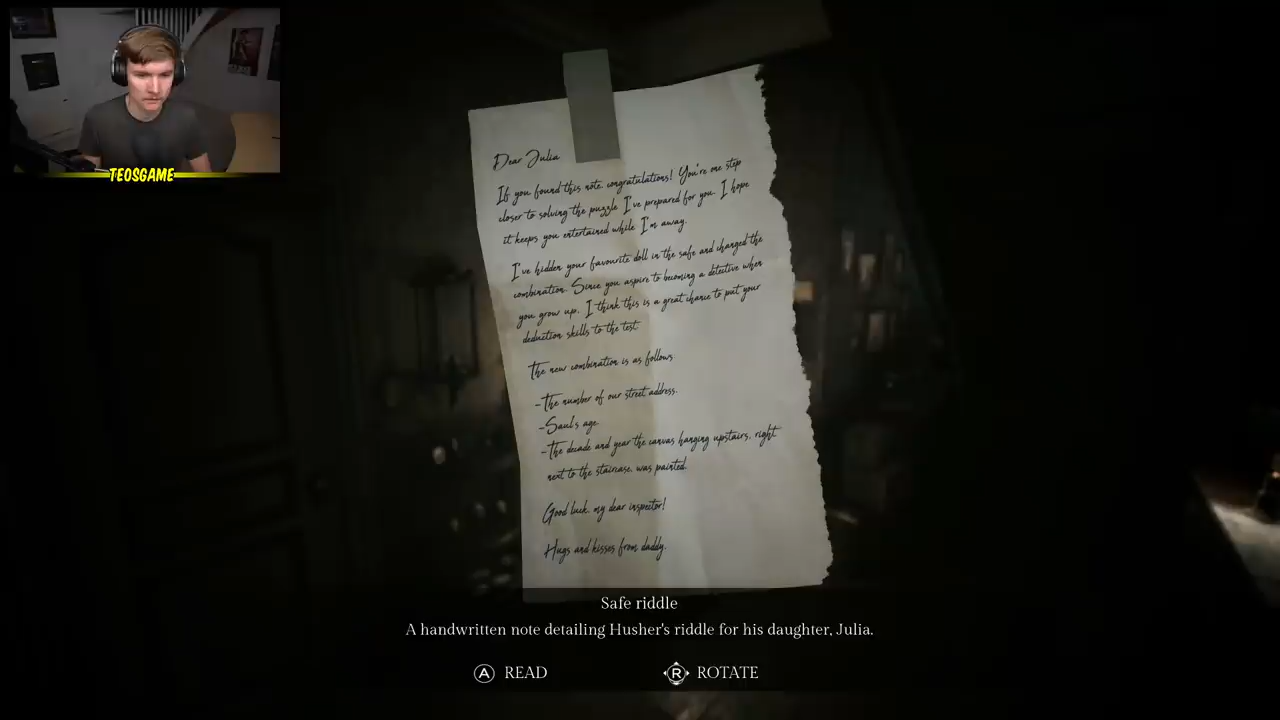 TEOSGAME
Dear Julia
If you found this note, congratulations! You're one step
closer to solving the puzzle I've prepared for you. I hope
it keeps you entertained while I'm away.
I've hidden your favourite doll in the safe and changed the
combination. Since you aspire to becoming a detective when
you grow up, I think this is a great chance to put your
deduction skills to the test.
The new combination is as follows:
-The number of our street address.
-Saul's age.
-The decade and year the canvas hanging upstairs, right
next to the staircase, was painted.
Good luck, my dear inspector!
Hugs and kisses from daddy.
Safe riddle
A handwritten note detailing Husher's riddle for his daughter, Julia.
A READ
R ROTATE